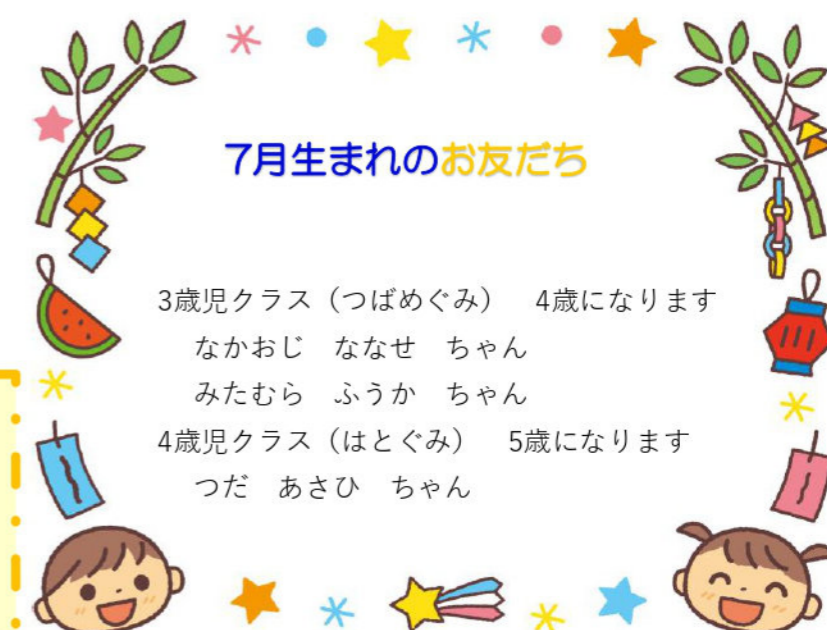 7月生まれのお友だち
3歳児クラス（つばめぐみ）　4歳になります
なかおじ　ななせ　ちゃん
みたむら　ふうか　ちゃん
4歳児クラス（はとぐみ）　5歳になります
つだ　あさひ　ちゃん